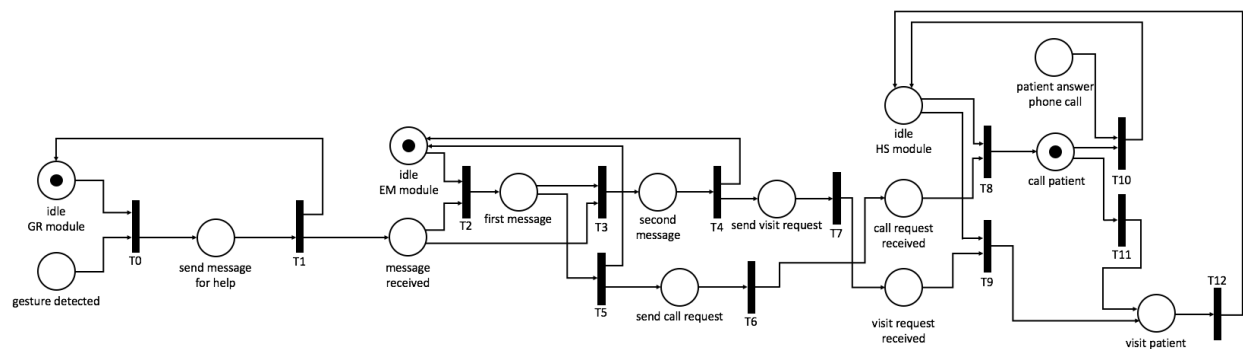 idle
GR module
gesture detected
T0
send message
for help
T1
idle
EM module
message
received
T2
first message
T3
T5
second
message
send call request
T4
T6
send visit request
T7
idle
HS module
call request
received
visit request
received
T8
T9
patient answer
phone call
call patient
T10
T11
visit patient
T12